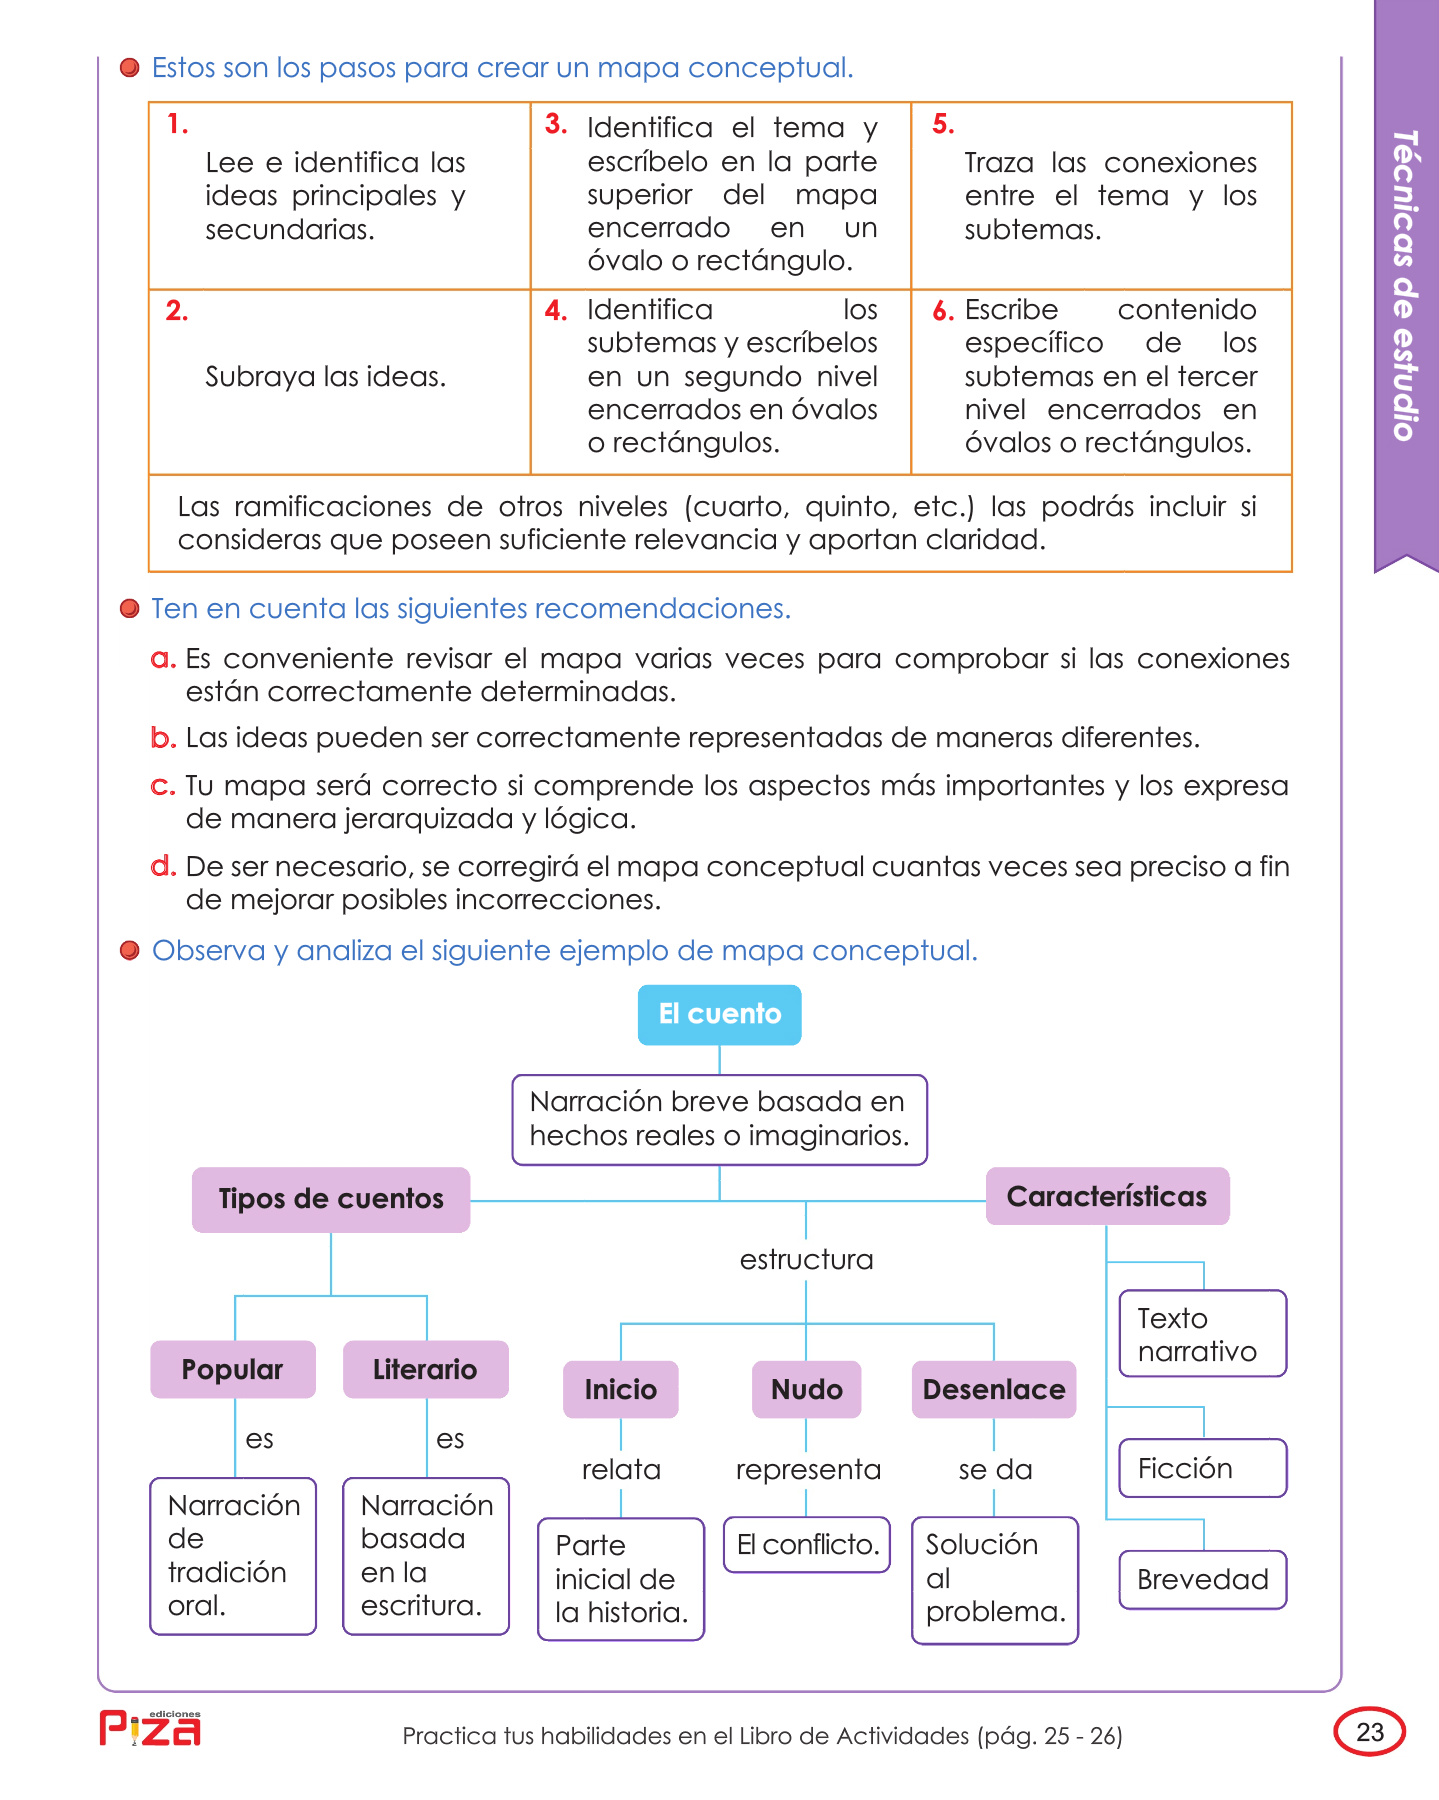 Estos son los pasos para crear un mapa conceptual.
1.
Lee e identifica las
ideas principales y
secundarias.
3. Identifica el tema y
escríbelo en la parte
superior del mapa
encerrado en un
óvalo o rectángulo.
5.
Traza las conexiones
entre el tema y los
subtemas.
2.
Subraya las ideas.
4. Identifica los
subtemas y escríbelos
en un segundo nivel
encerrados en óvalos
o rectángulos.
6. Escribe contenido
específico de los
subtemas en el tercer
nivel encerrados en
óvalos o rectángulos.
Las ramificaciones de otros niveles (cuarto, quinto, etc.) las podrás incluir si
consideras que poseen suficiente relevancia y aportan claridad.
Técnicas de estudio
Ten en cuenta las siguientes recomendaciones.
a. Es conveniente revisar el mapa varias veces para comprobar si las conexiones
están correctamente determinadas.
b. Las ideas pueden ser correctamente representadas de maneras diferentes.
c. Tu mapa será correcto si comprende los aspectos más importantes y los expresa
de manera jerarquizada y lógica.
d. De ser necesario, se corregirá el mapa conceptual cuantas veces sea preciso a fin
de mejorar posibles incorrecciones.
Observa y analiza el siguiente ejemplo de mapa conceptual.
El cuento
Narración breve basada en
hechos reales o imaginarios.
Tipos de cuentos
Popular
es
Narración
de
tradición
oral.
Literario
es
Narración
basada
en la
escritura.
estructura
Inicio
relata
Parte
inicial de
la historia.
Nudo
representa
El conflicto.
Desenlace
se da
Solución
al
problema.
Características
Texto
narrativo
Ficción
Brevedad
ediciones
PizA
Practica tus habilidades en el Libro de Actividades (pág. 25 - 26)
23